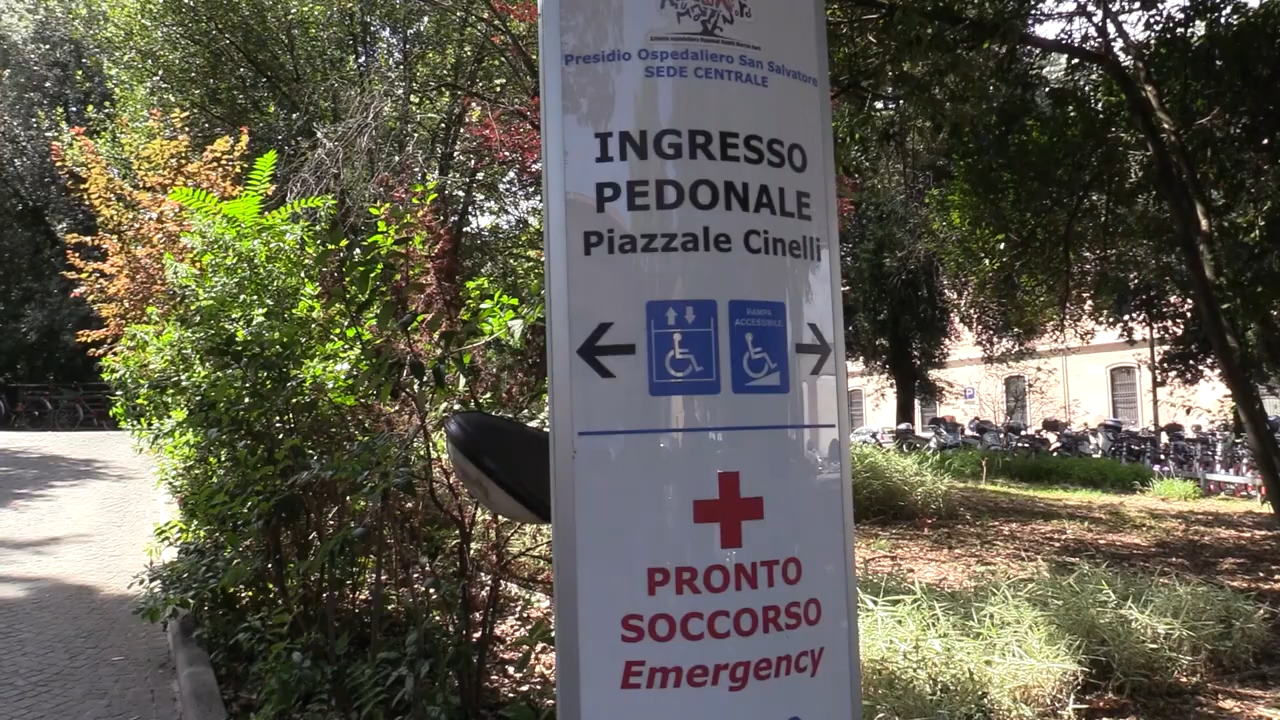 Presidio Ospedaliero San Salvatore
SEDE CENTRALE
INGRESSO
PEDONALE
Piazzale Cinelli
RAMPA
ACCESSIBILE
P
PRONTO
SOCCORSO
Emergency